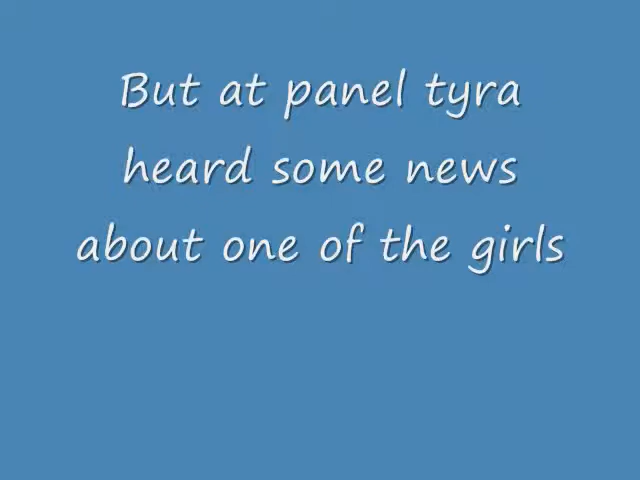 But at panel tyra
heard some news
about one of the girls